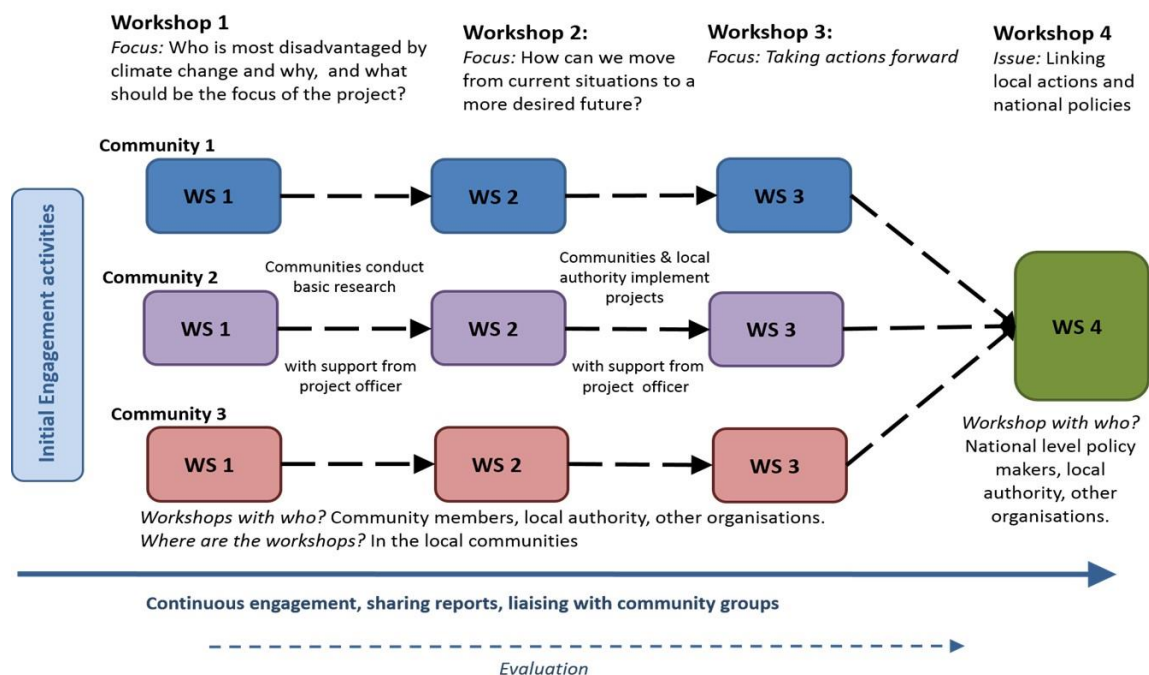 Workshop 1
Focus: Who is most disadvantaged by
climate change and why,  and what
should be the focus of the project?
Workshop 2:
Focus: How can we move
from current situations to a
more desired future?
Workshop 3:
Focus: Taking actions forward
Workshop 4
Issue: Linking
local actions and
national policies
Initial Engagement activities
Community 1
WS 1
WS 2
WS 3
Community 2
Communities conduct
basic research
Communities & local
authority implement
projects
WS 1
WS 2
WS 3
WS 4
with support from
project officer
with support from
project  officer
Community 3
WS 1
WS 2
WS 3
Workshop with who?
National level policy
makers, local
authority, other
organisations.
Workshops with who? Community members, local authority, other organisations.
Where are the workshops? In the local communities
Continuous engagement, sharing reports, liaising with community groups
Evaluation